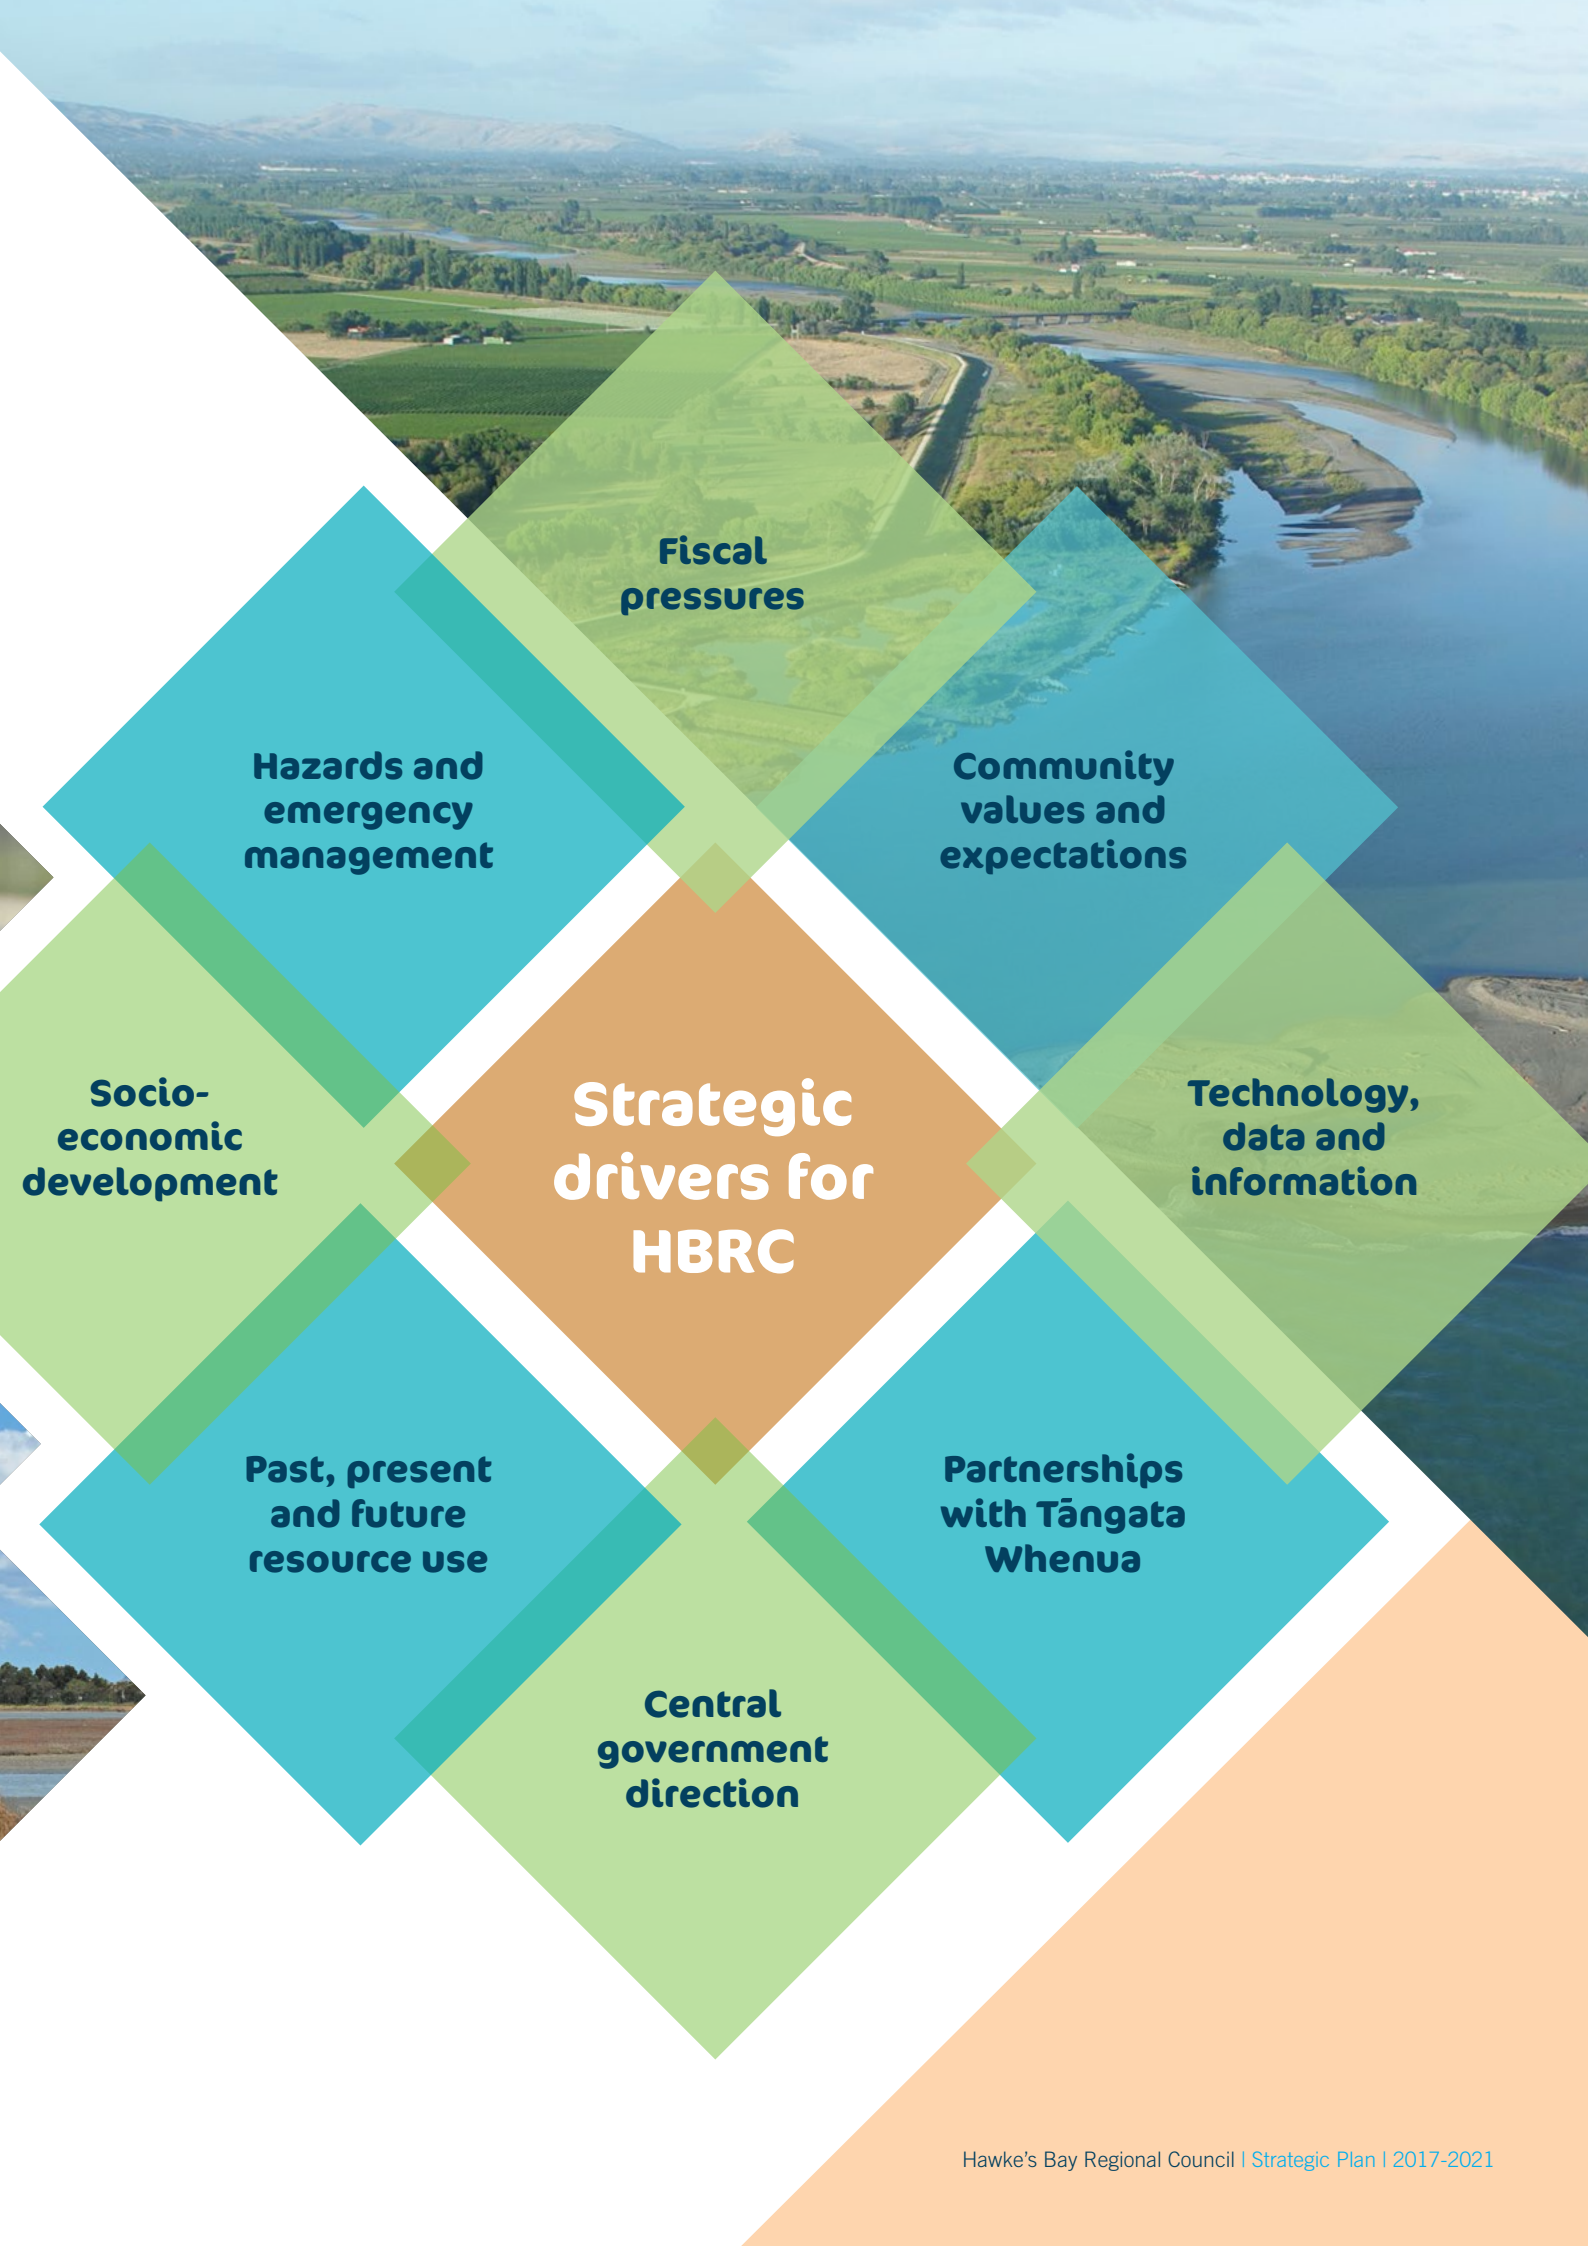 Fiscal
pressures
Hazards and
emergency
management
Community
values and
expectations
Socio-
economic
development
Strategic
drivers for
HBRC
Technology,
data and
information
Past, present
and future
resource use
Partnerships
with Tāngata
Whenua
Central
government
direction
Hawke's Bay Regional Council | Strategic Plan | 2017-2021